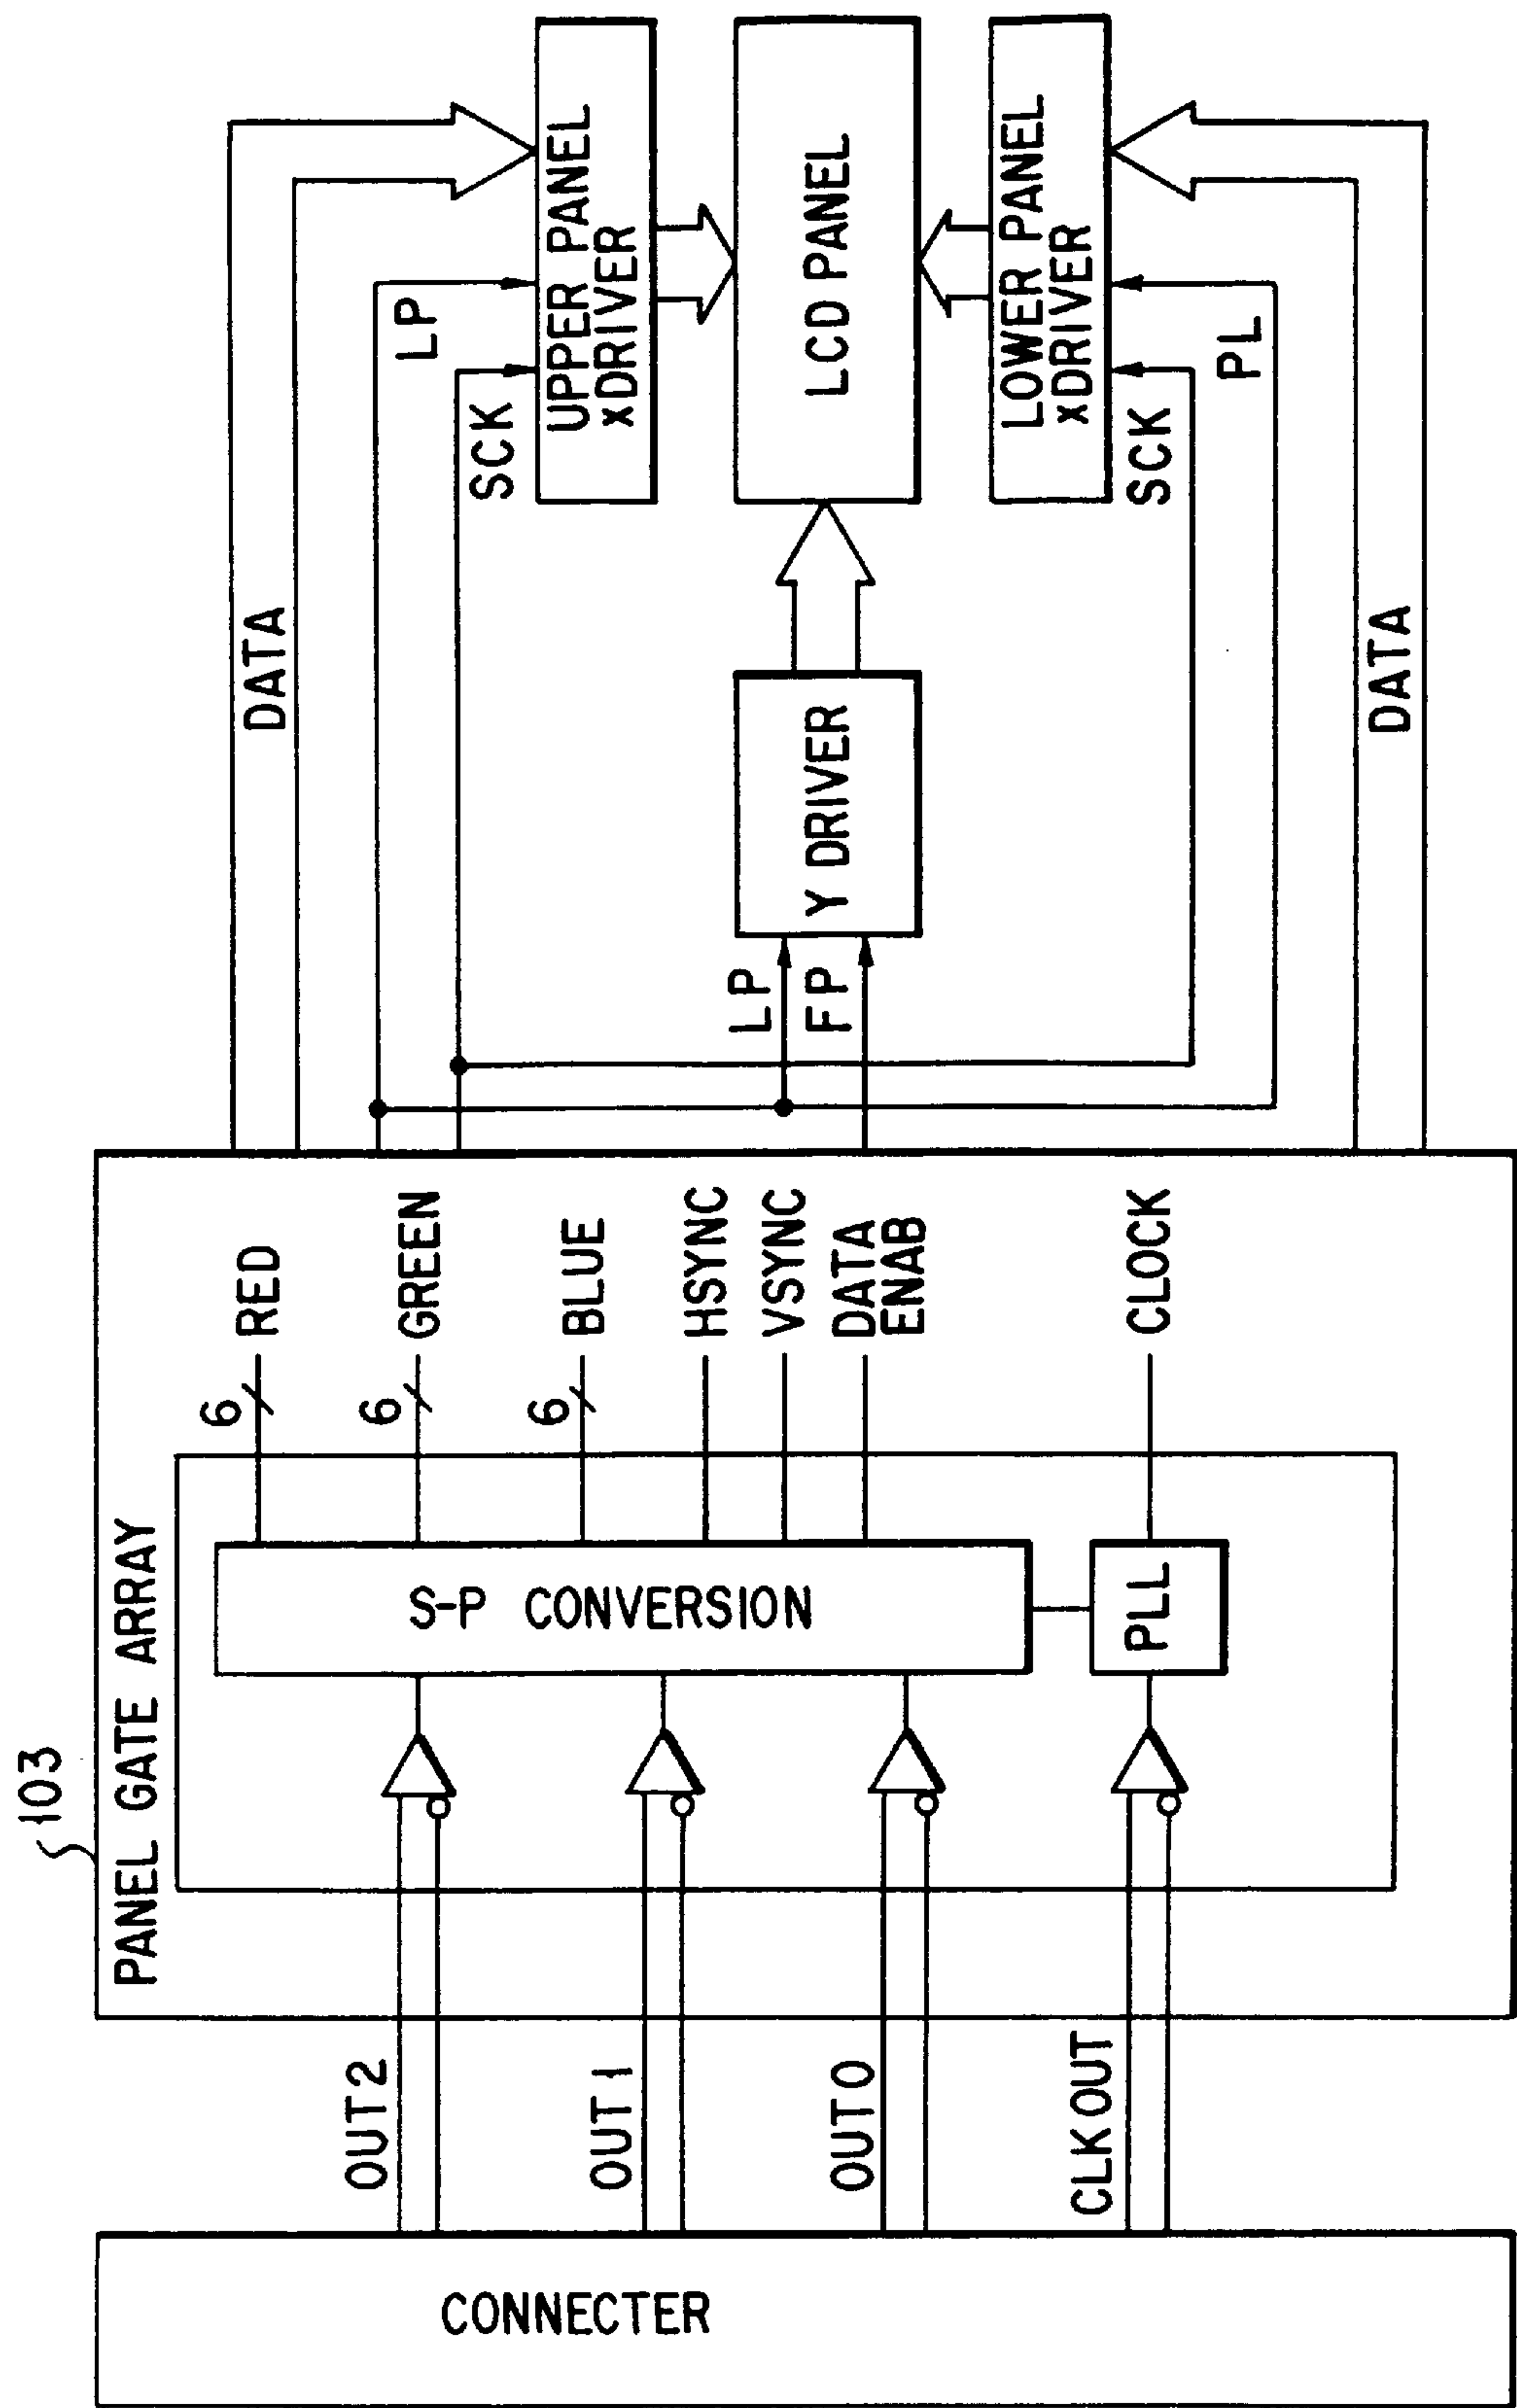 103
PANEL GATE ARRAY
CONNECTER
OUT2
OUT1
OUT0
CLKOUT
S-P CONVERSION
PLL
6
RED
6
GREEN
6
BLUE
HSYNC
VSYNC
DATA
ENAB
CLOCK
DATA
LP
SCK
LP
FP
Y DRIVER
UPPER PANEL
xDRIVER
LCD PANEL
LOWER PANEL
xDRIVER
SCK
PL
DATA